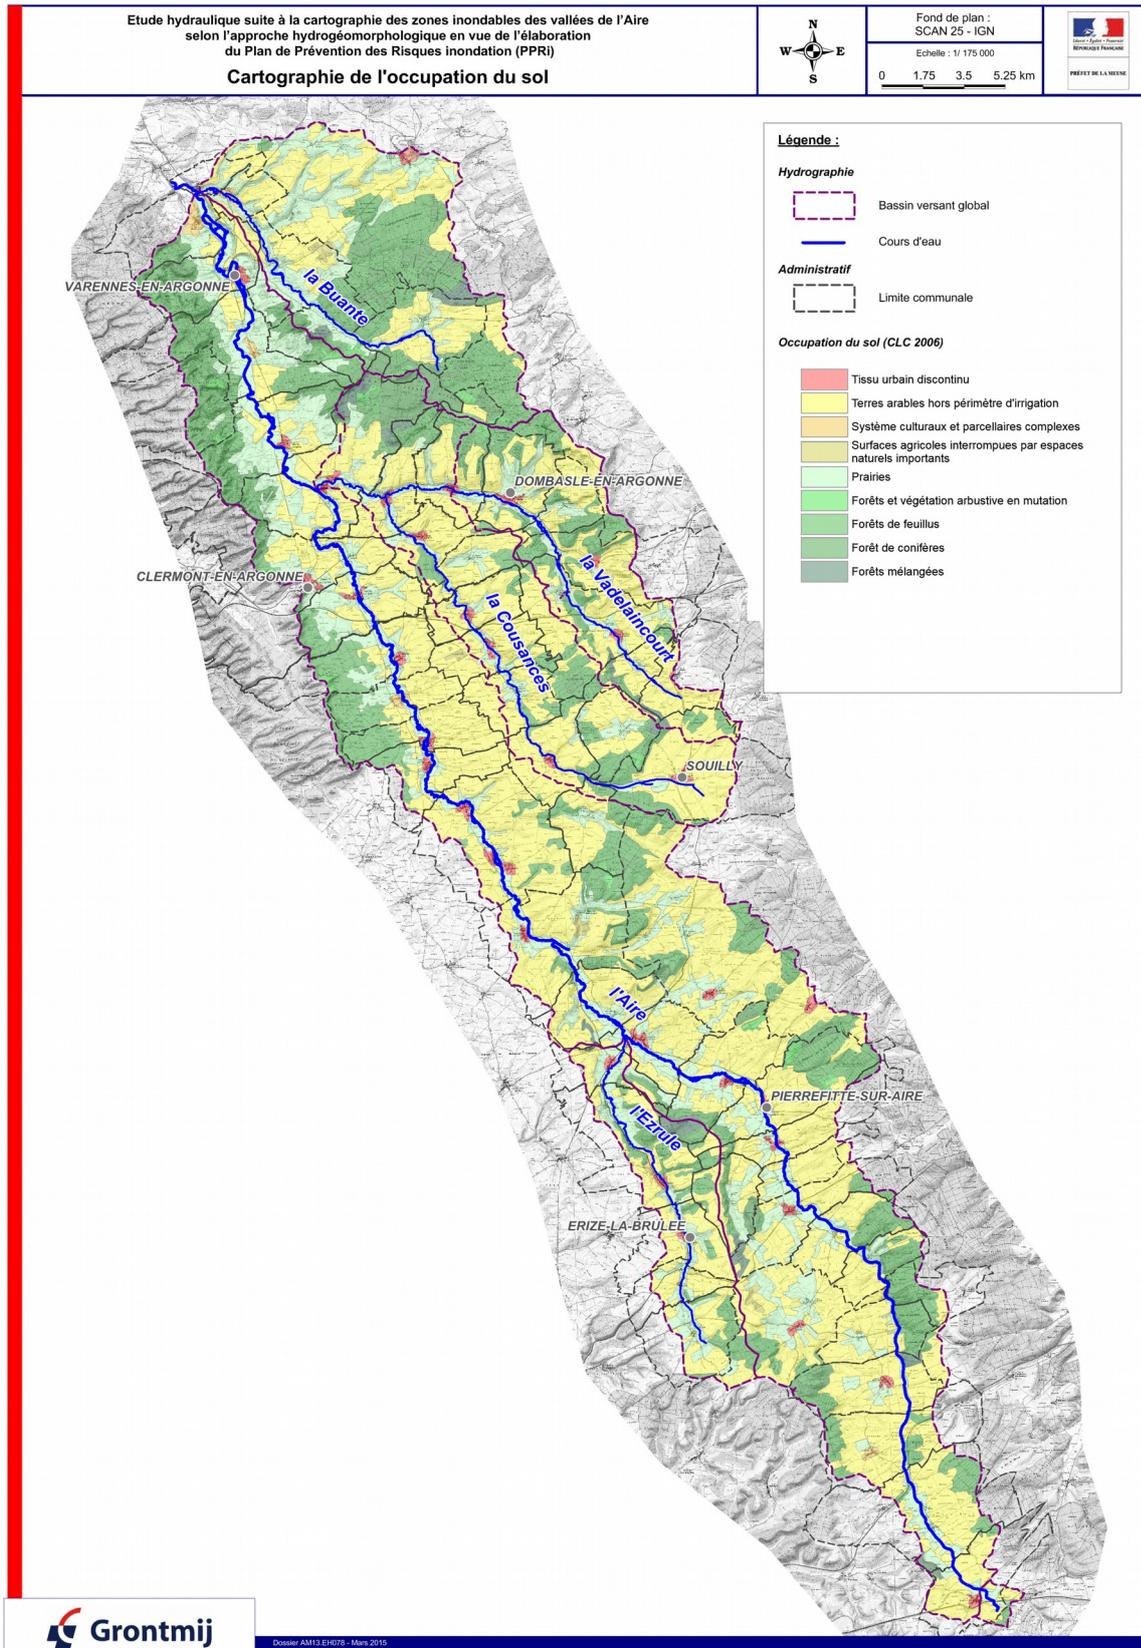 Etude hydraulique suite à la cartographie des zones inondables des vallées de l'Aire
selon l'approche hydrogéomorphologique en vue de l'élaboration
du Plan de Prévention des Risques inondation (PPRi)
Cartographie de l'occupation du sol
N
W E
S
Fond de plan :
SCAN 25 - IGN
Echelle : 1/ 175 000
0 1.75 3.5 5.25 km
Liberté • Égalité • Fraternité
RÉPUBLIQUE FRANÇAISE
PRÉFET DE LA MEUSE
Légende :
Hydrographie
Bassin versant global
Cours d'eau
Administratif
Limite communale
Occupation du sol (CLC 2006)
Tissu urbain discontinu
Terres arables hors périmètre d'irrigation
Système culturaux et parcellaires complexes
Surfaces agricoles interrompues par espaces
naturels importants
Prairies
Forêts et végétation arbustive en mutation
Forêts de feuillus
Forêt de conifères
Forêts mélangées
VARENNES-EN-ARGONNE
la Buante
DOMBASLE-EN-ARGONNE
CLERMONT-EN-ARGONNE
la Vadelaincourt
la Cousances
SOUILLY
l'Aire
PIERREFITTE-SUR-AIRE
l'Ezrule
ERIZE-LA-BRULEE
Grontmij
Dossier AM13.EH078 - Mars 2015